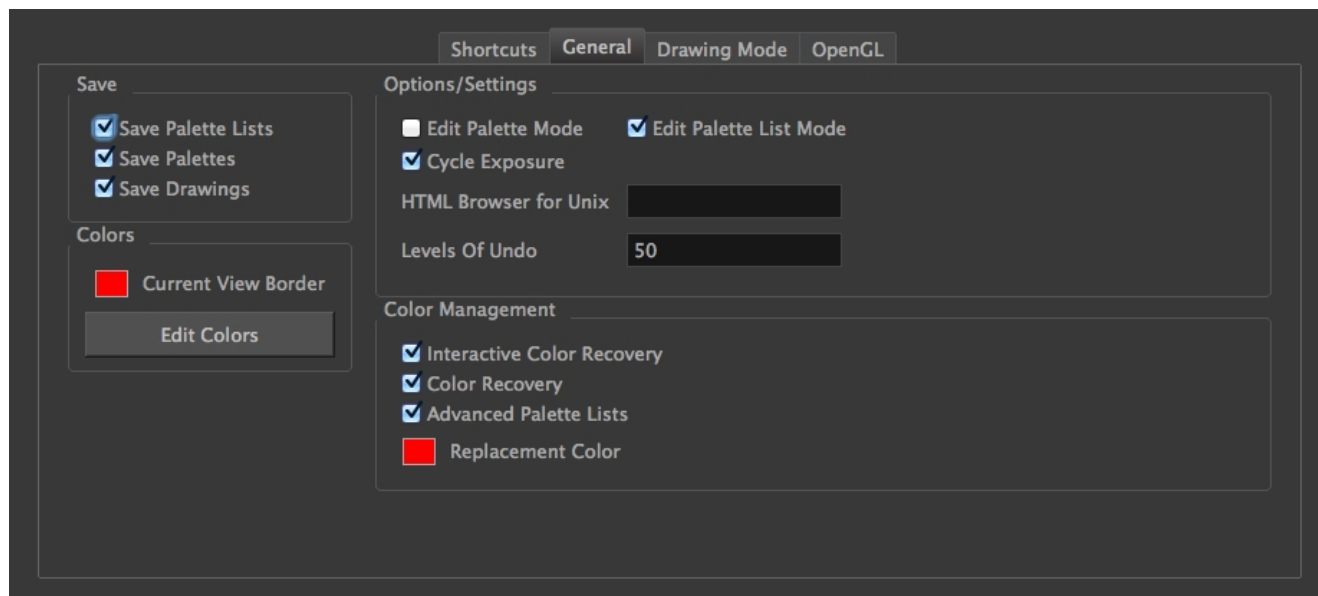 Shortcuts General Drawing Mode OpenGL
Save
Save Palette Lists
Save Palettes
Save Drawings
Colors
Current View Border
Edit Colors
Options/Settings
Edit Palette Mode Edit Palette List Mode
Cycle Exposure
HTML Browser for Unix
Levels Of Undo 50
Color Management
Interactive Color Recovery
Color Recovery
Advanced Palette Lists
Replacement Color